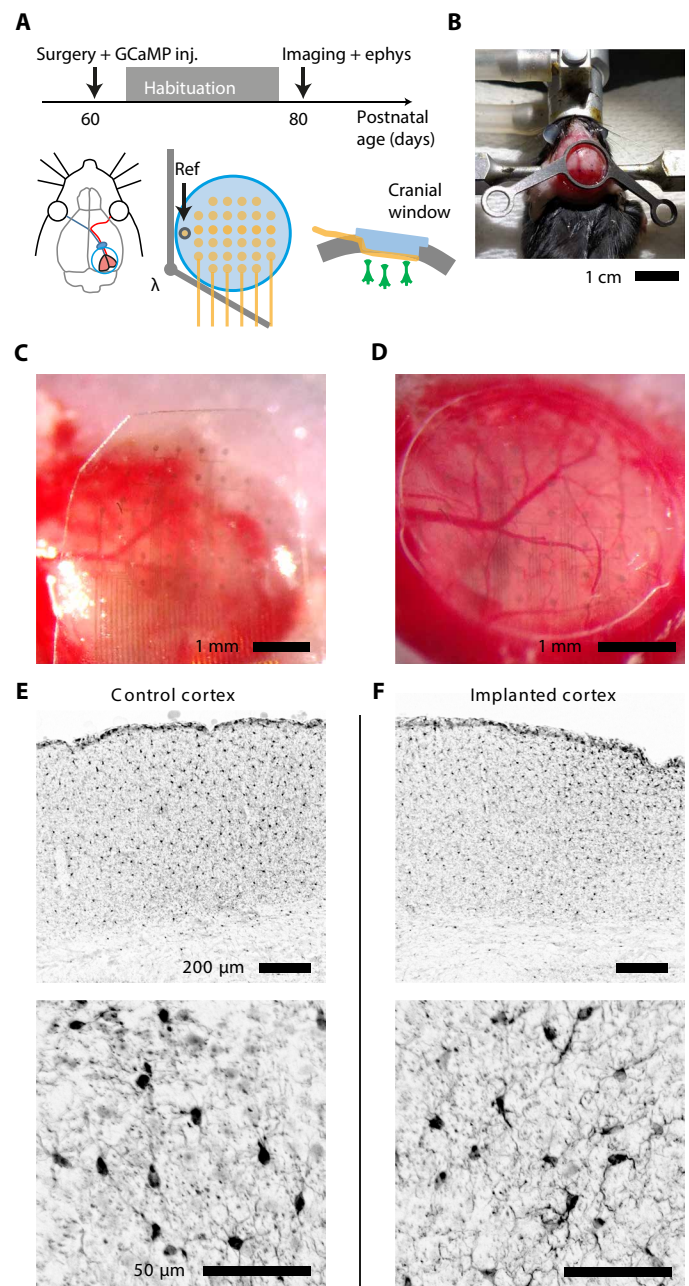 A
Surgery + GCaMP inj.
Imaging + ephys
Habituation
60
80
Postnatal
age (days)
Ref
λ
Cranial
window
B
1 cm
C
1 mm
D
1 mm
E
Control cortex
200 µm
50 µm
F
Implanted cortex